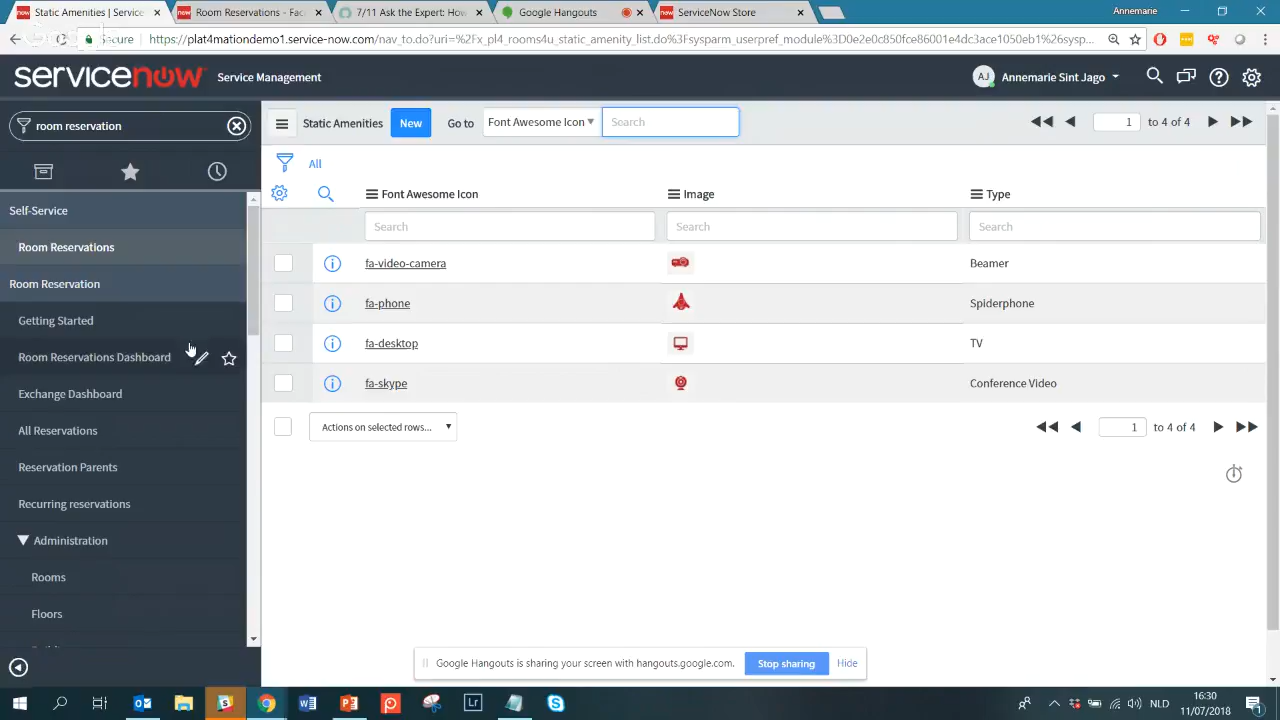 Static Amenities | Service
Room Reservations - Fac
7/11 Ask the Expert: How
Google Hangouts
ServiceNow Store
Annemarie
Secure
https://plat4mationdemo1.service-now.com/nav_to.do?uri=%2Fx_pl4_rooms4u_static_amenity_list.do%3Fsysparm_userpref_module%3D0e2e0c850fce86001e4dc3ace1050eb1%26sysp...
servicenow Service Management
AJ Annemarie Sint Jago
room reservation
Static Amenities New Go to Font Awesome Icon Search
1 to 4 of 4
All
Font Awesome Icon Image Type
Search Search Search
fa-video-camera Beamer
fa-phone Spiderphone
fa-desktop TV
fa-skype Conference Video
Actions on selected rows...
1 to 4 of 4
Self-Service
Room Reservations
Room Reservation
Getting Started
Room Reservations Dashboard
Exchange Dashboard
All Reservations
Reservation Parents
Recurring reservations
Administration
Rooms
Floors
Google Hangouts is sharing your screen with hangouts.google.com. Stop sharing Hide
NLD
16:30
11/07/2018